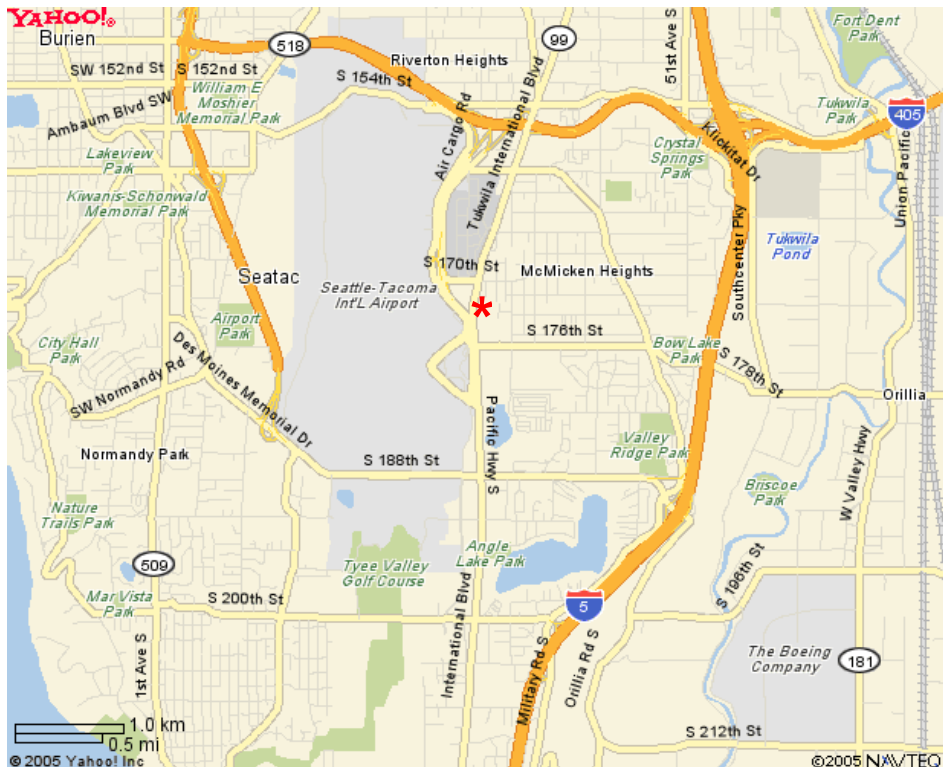 YAHOO!®
Burien
518
99
51st Ave S
Fort Dent
Park
SW 152nd St
S 152nd St
Riverton Heights
S 154th St
William E
Moshier
Memorial Park
Ambaum Blvd SW
Air Cargo Rd
Tukwila International Blvd
Tukwila
Park
405
Klickitat Dr
Crystal
Springs
Park
Lakeview
Park
Kiwanis-Schonwald
Memorial Park
Union Pacific
Southcenter Pky
Tukwila
Pond
Seatac
S 170th St
McMicken Heights
Seattle-Tacoma
Int'L Airport
*
Airport
Park
S 176th St
Bow Lake
Park
S 178th St
City Hall
Park
Des Moines Memorial Dr
SW Normandy Rd
Orillia
Pacific Hwy S
Valley
Ridge Park
Normandy Park
S 188th St
W Valley Hwy
Briscoe
Park
Nature
Trails Park
509
Tyee Valley
Golf Course
Angle
Lake Park
S 196th St
Mar Vista
Park
S 200th St
5
International Blvd
1st Ave S
Military Rd S
Orillia Rd S
The Boeing
Company
181
S 212th St
1.0 km
0.5 mi
© 2005 Yahoo! Inc
©2005 NAVTEQ